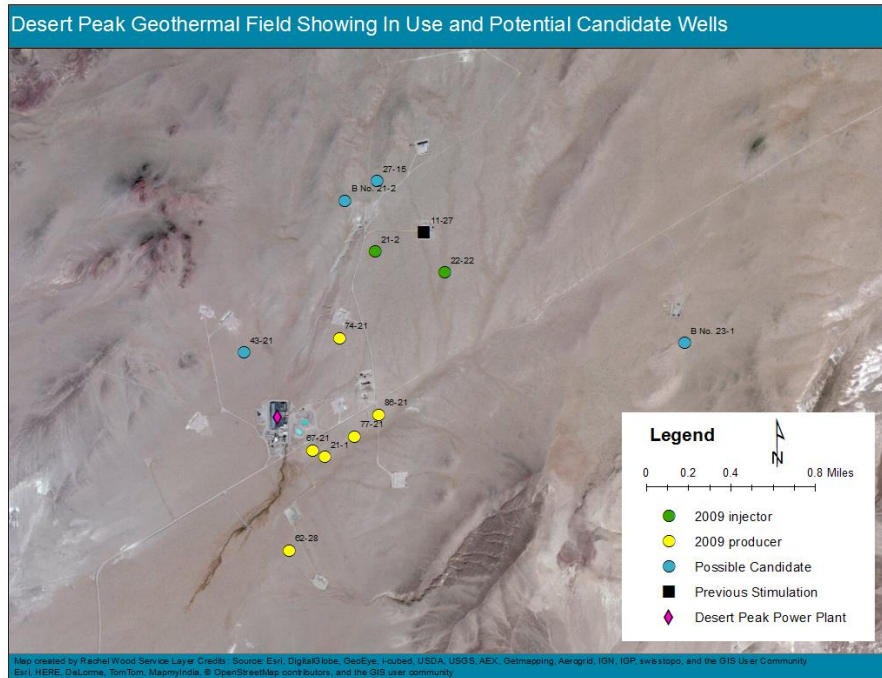 Desert Peak Geothermal Field Showing In Use and Potential Candidate Wells
27-15
B No. 21-2
11-27
21-2
22-22
74-21
B No. 23-1
43-21
86-21
77-21
67-21
21-1
62-28
Legend
N
0 0.2 0.4 0.8 Miles
2009 injector
2009 producer
Possible Candidate
Previous Stimulation
Desert Peak Power Plant
Map created by Rachel Wood Service Layer Credits: Source: Esri, DigitalGlobe, GeoEye, i-cubed, USDA, USGS, AEX, Getmapping, Aerogrid, IGN, IGP, swisstopo, and the GIS User Community
Esri, HERE, DeLorme, TomTom, MapmyIndia, © OpenStreetMap contributors, and the GIS user community